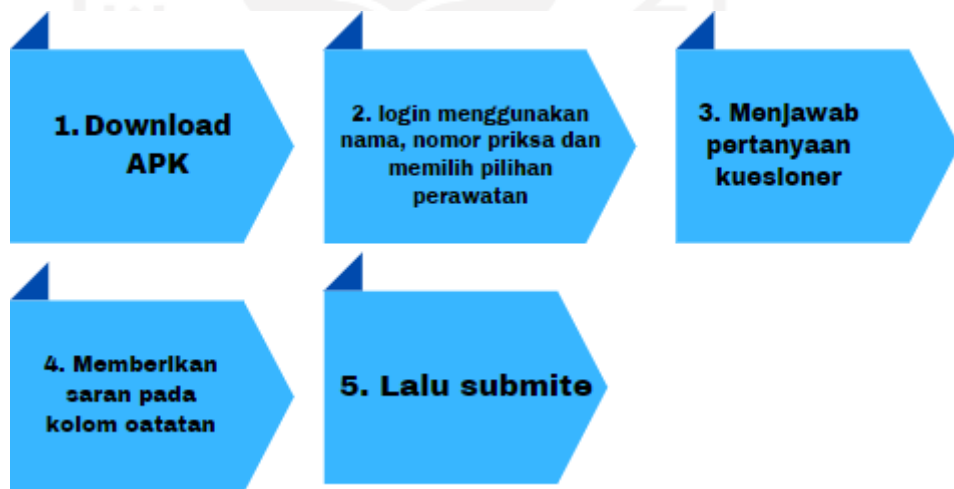 1. Download
APK
2. login menggunakan
nama, nomor priksa dan
memilih pilihan
perawatan
3. Menjawab
pertanyaan
kuesioner
4. Memberikan
saran pada
kolom oatatan
5. Lalu submite